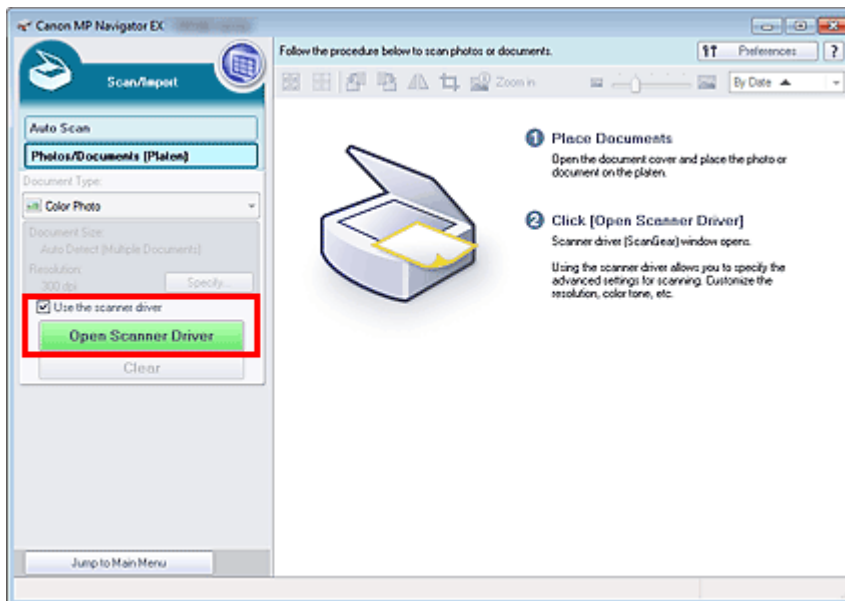 Canon MP Navigator EX
Scan/Import
Auto Scan
Photos/Documents (Platen)
Document Type:
Color Photo
Document Size:
Auto Detect (Multiple Documents)
Resolution:
300 dpi
Specify...
Use the scanner driver
Open Scanner Driver
Clear
Jump to Main Menu
Follow the procedure below to scan photos or documents.
Preferences
?
Zoom in
By Date
1 Place Documents
Open the document cover and place the photo or
document on the platen.
2 Click [Open Scanner Driver]
Scanner driver (ScanGear) window opens.
Using the scanner driver allows you to specify the
advanced settings for scanning. Customize the
resolution, color tone, etc.